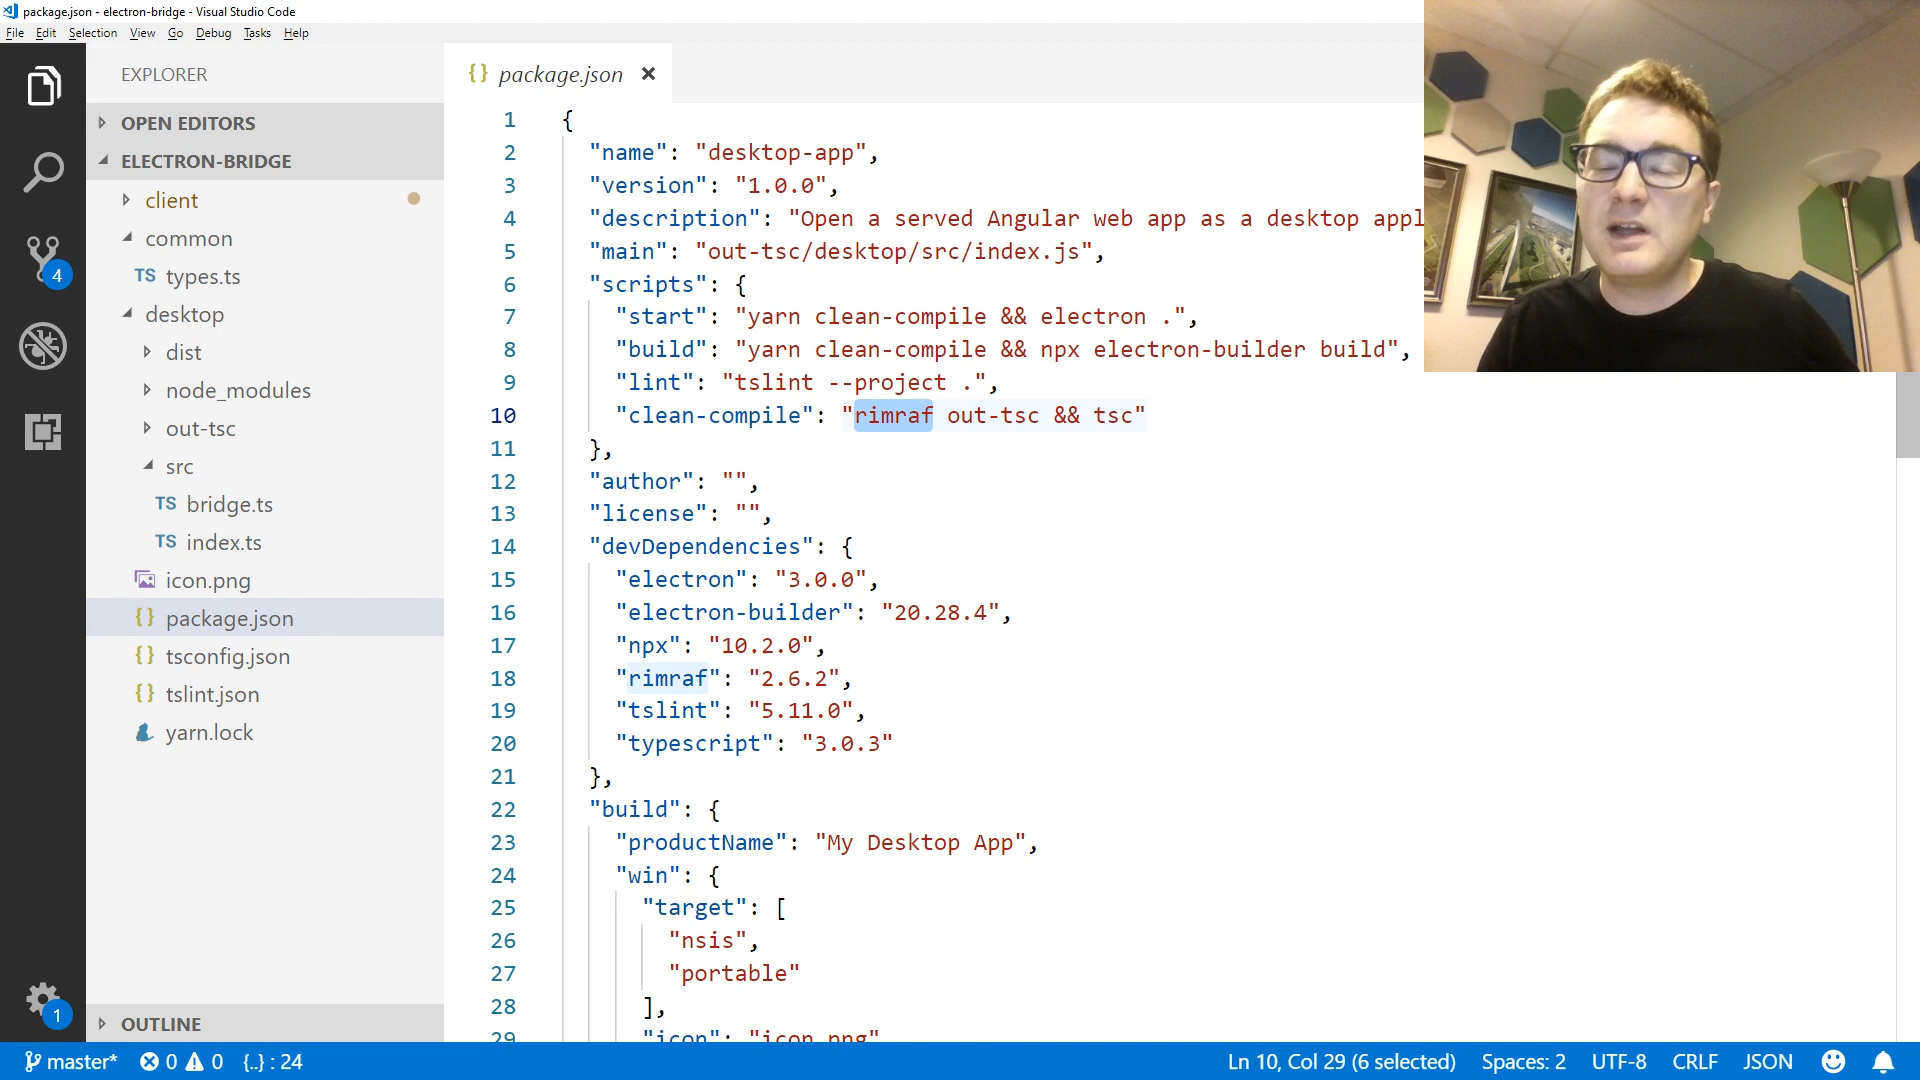 package.json - electron-bridge - Visual Studio Code
File Edit Selection View Go Debug Tasks Help
EXPLORER
OPEN EDITORS
ELECTRON-BRIDGE
client
common
TS types.ts
desktop
dist
node_modules
out-tsc
src
TS bridge.ts
TS index.ts
icon.png
{} package.json
{} tsconfig.json
{} tslint.json
yarn.lock
OUTLINE
4
1
{} package.json ×
1 {
2 "name": "desktop-app",
3 "version": "1.0.0",
4 "description": "Open a served Angular web app as a desktop appl
5 "main": "out-tsc/desktop/src/index.js",
6 "scripts": {
7 "start": "yarn clean-compile && electron .",
8 "build": "yarn clean-compile && npx electron-builder build",
9 "lint": "tslint --project .",
10 "clean-compile": "rimraf out-tsc && tsc"
11 },
12 "author": "",
13 "license": "",
14 "devDependencies": {
15 "electron": "3.0.0",
16 "electron-builder": "20.28.4",
17 "npx": "10.2.0",
18 "rimraf": "2.6.2",
19 "tslint": "5.11.0",
20 "typescript": "3.0.3"
21 },
22 "build": {
23 "productName": "My Desktop App",
24 "win": {
25 "target": [
26 "nsis",
27 "portable"
28 ],
29 "icon": "icon.png"
master* 0 0 {..} : 24 Ln 10, Col 29 (6 selected) Spaces: 2 UTF-8 CRLF JSON